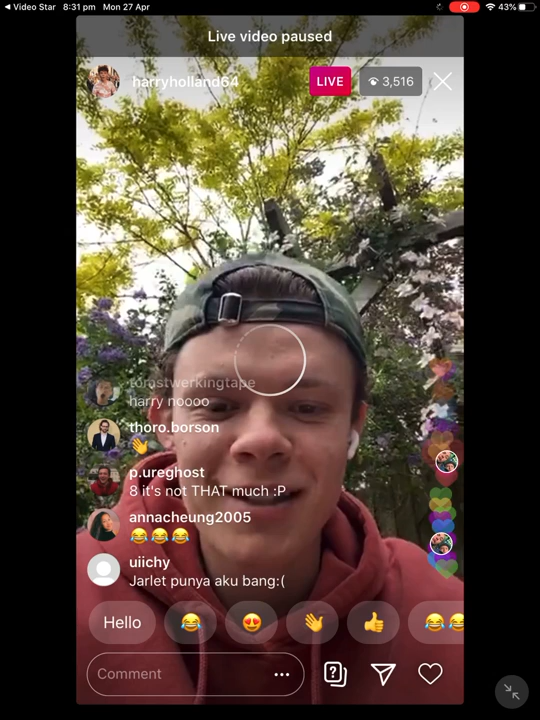 Video Star 8:31 pm Mon 27 Apr
43%
Live video paused
harryholland64
LIVE
3,516
tomstwerkingtape
harry noooo
thoro.borson
👋
p.ureghost
8 it's not THAT much :P
annacheung2005
😂😂😂
uiichy
Jarlet punya aku bang:(
Hello 😂 😍 👋 👍 😂😂
Comment